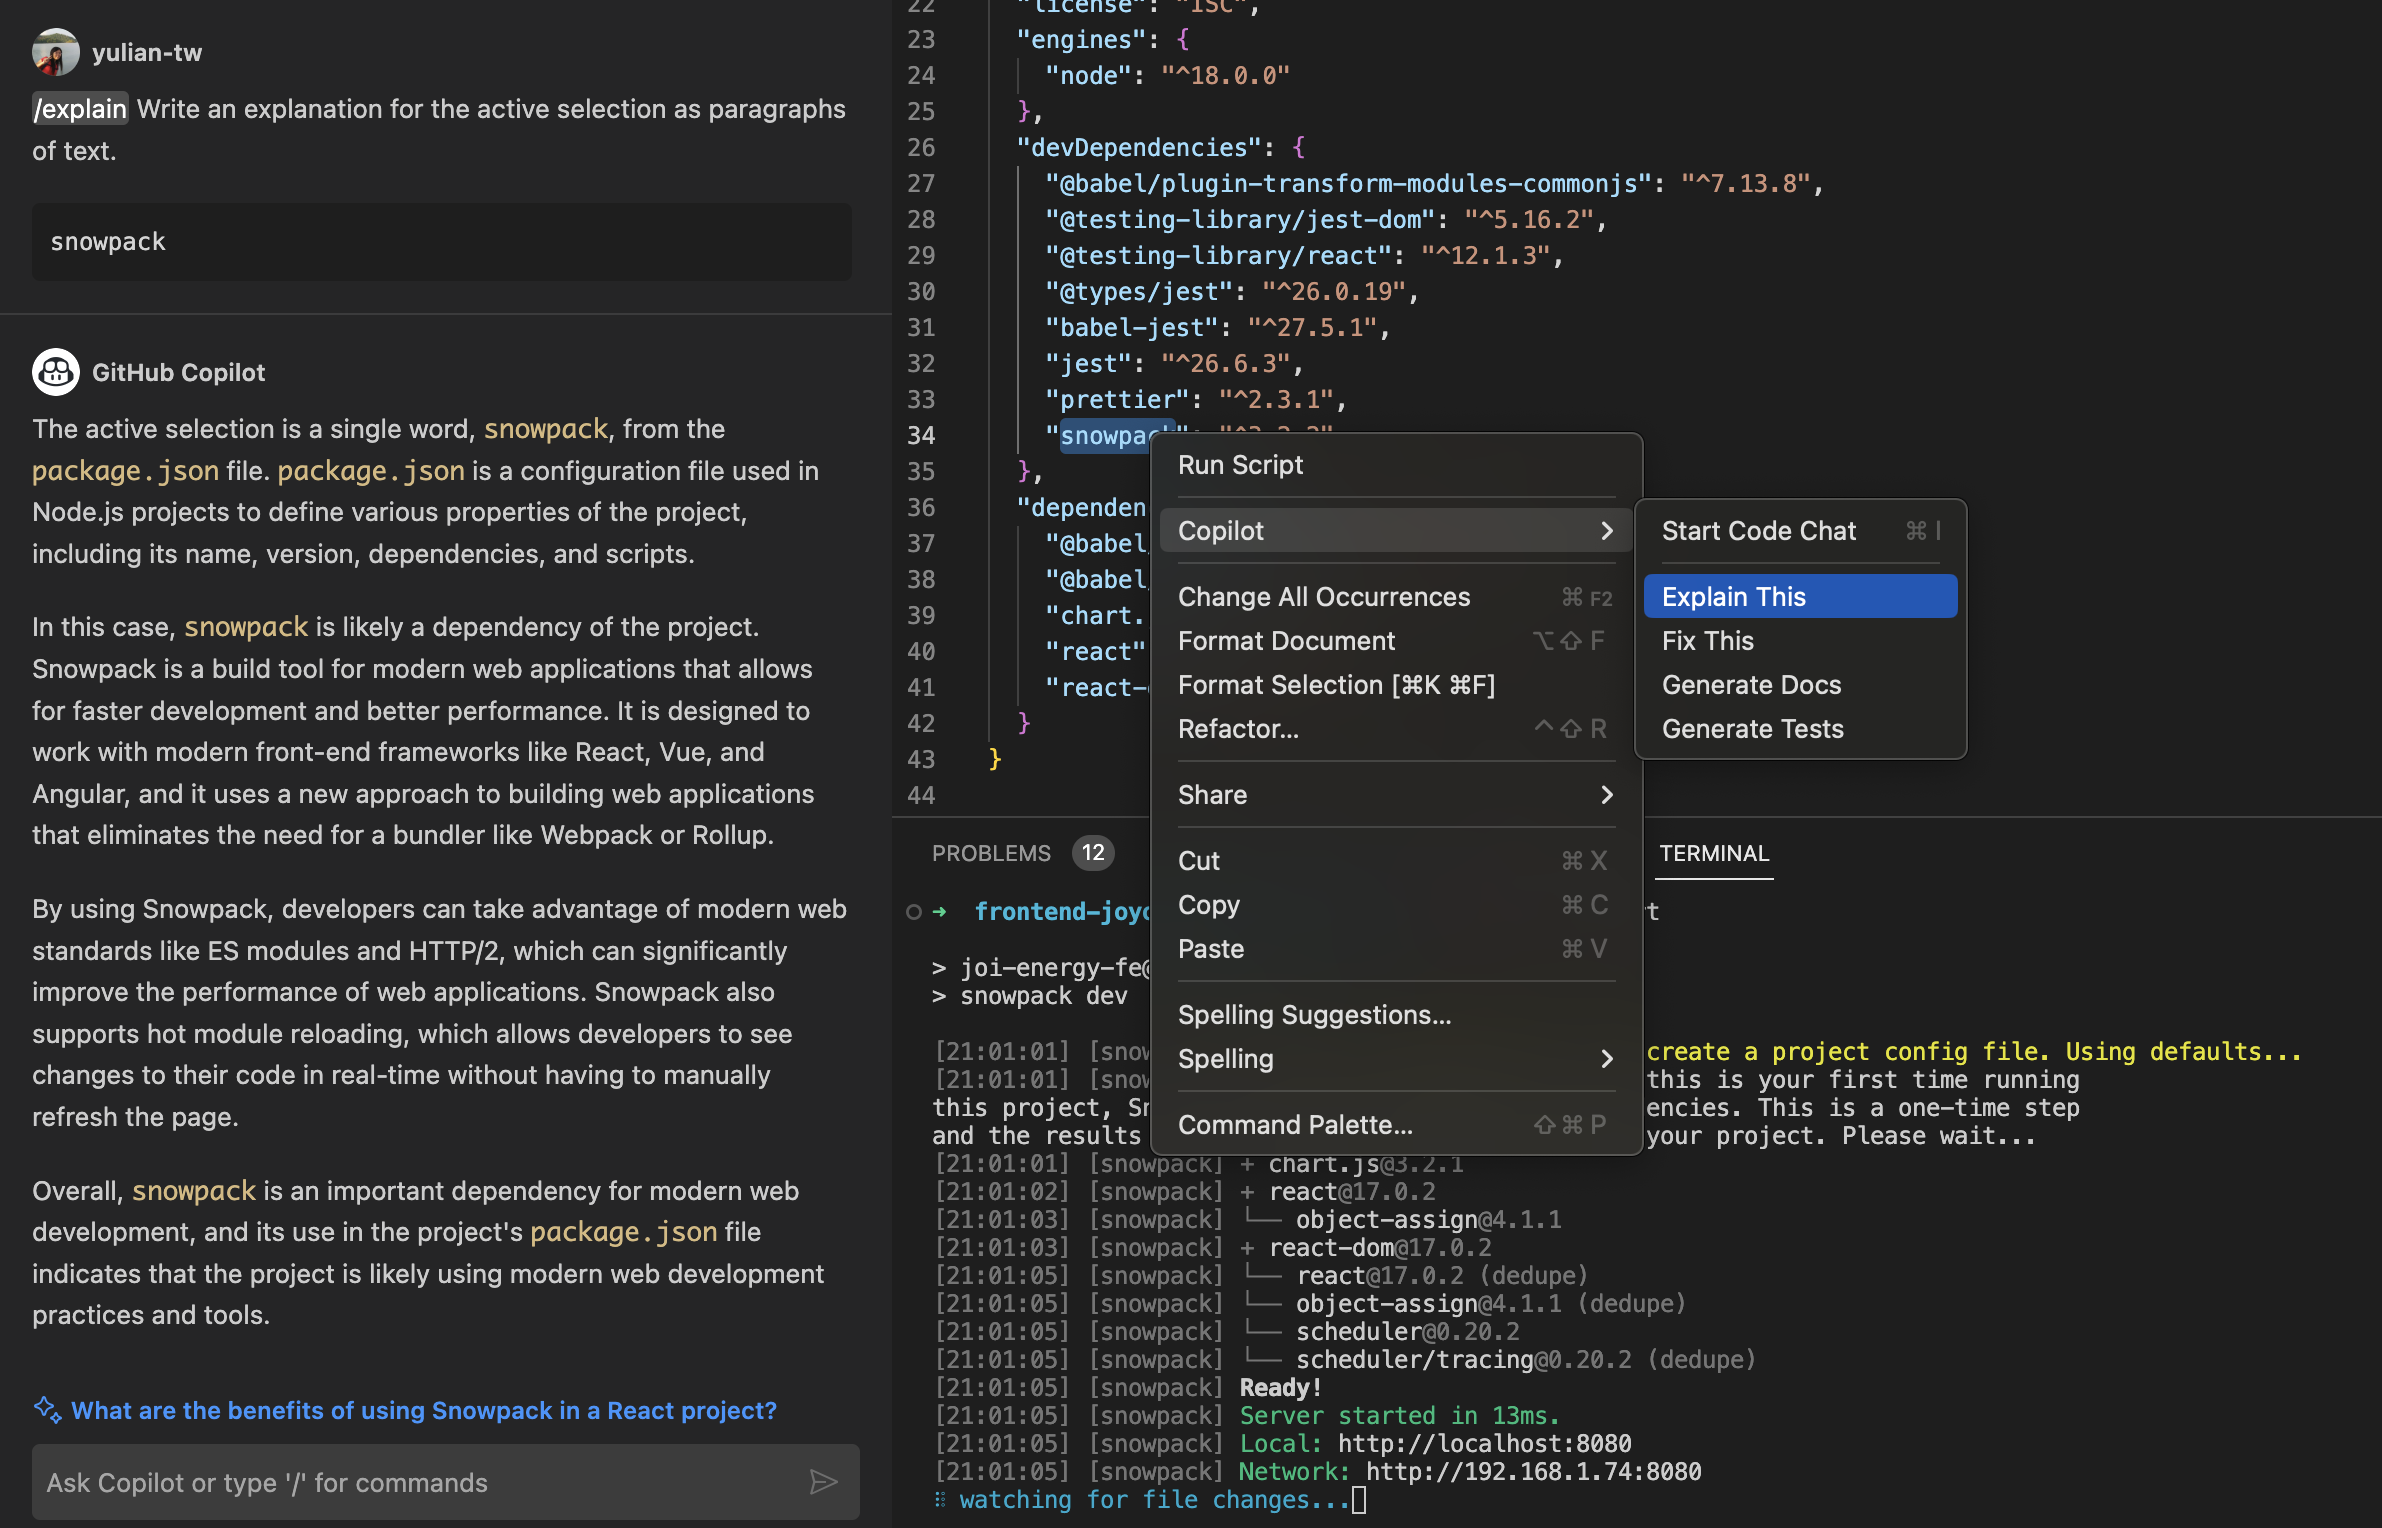 yulian-tw
/explain Write an explanation for the active selection as paragraphs
of text.
snowpack
GitHub Copilot
The active selection is a single word, snowpack, from the
package.json file. package.json is a configuration file used in
Node.js projects to define various properties of the project,
including its name, version, dependencies, and scripts.
In this case, snowpack is likely a dependency of the project.
Snowpack is a build tool for modern web applications that allows
for faster development and better performance. It is designed to
work with modern front-end frameworks like React, Vue, and
Angular, and it uses a new approach to building web applications
that eliminates the need for a bundler like Webpack or Rollup.
By using Snowpack, developers can take advantage of modern web
standards like ES modules and HTTP/2, which can significantly
improve the performance of web applications. Snowpack also
supports hot module reloading, which allows developers to see
changes to their code in real-time without having to manually
refresh the page.
Overall, snowpack is an important dependency for modern web
development, and its use in the project's package.json file
indicates that the project is likely using modern web development
practices and tools.
What are the benefits of using Snowpack in a React project?
Ask Copilot or type '/' for commands
22 "license": "ISC",
23 "engines": {
24 "node": "^18.0.0"
25 },
26 "devDependencies": {
27 "@babel/plugin-transform-modules-commonjs": "^7.13.8",
28 "@testing-library/jest-dom": "^5.16.2",
29 "@testing-library/react": "^12.1.3",
30 "@types/jest": "^26.0.19",
31 "babel-jest": "^27.5.1",
32 "jest": "^26.6.3",
33 "prettier": "^2.3.1",
34 "snowpack":
35 },
36 "dependen
37 "@babel
38 "@babel
39 "chart.
40 "react"
41 "react-
42 }
43 }
44
Run Script
Copilot
Change All Occurrences ⌘ F2
Format Document ⌥⇧ F
Format Selection [⌘K ⌘F]
Refactor... ^⇧ R
Share
Cut ⌘ X
Copy ⌘ C
Paste ⌘ V
Spelling Suggestions...
Spelling
Command Palette... ⇧⌘ P
Start Code Chat ⌘ I
Explain This
Fix This
Generate Docs
Generate Tests
PROBLEMS 12
TERMINAL
➜ frontend-joy t
> joi-energy-fe@
> snowpack dev
[21:01:01] [snow create a project config file. Using defaults...
[21:01:01] [snow this is your first time running
this project, Sn encies. This is a one-time step
and the results your project. Please wait...
[21:01:01] [snowpack] + chart.js@3.2.1
[21:01:02] [snowpack] + react@17.0.2
[21:01:03] [snowpack] └── object-assign@4.1.1
[21:01:03] [snowpack] + react-dom@17.0.2
[21:01:05] [snowpack] └── react@17.0.2 (dedupe)
[21:01:05] [snowpack] └── object-assign@4.1.1 (dedupe)
[21:01:05] [snowpack] └── scheduler@0.20.2
[21:01:05] [snowpack] └── scheduler/tracing@0.20.2 (dedupe)
[21:01:05] [snowpack] Ready!
[21:01:05] [snowpack] Server started in 13ms.
[21:01:05] [snowpack] Local: http://localhost:8080
[21:01:05] [snowpack] Network: http://192.168.1.74:8080
⠿ watching for file changes...